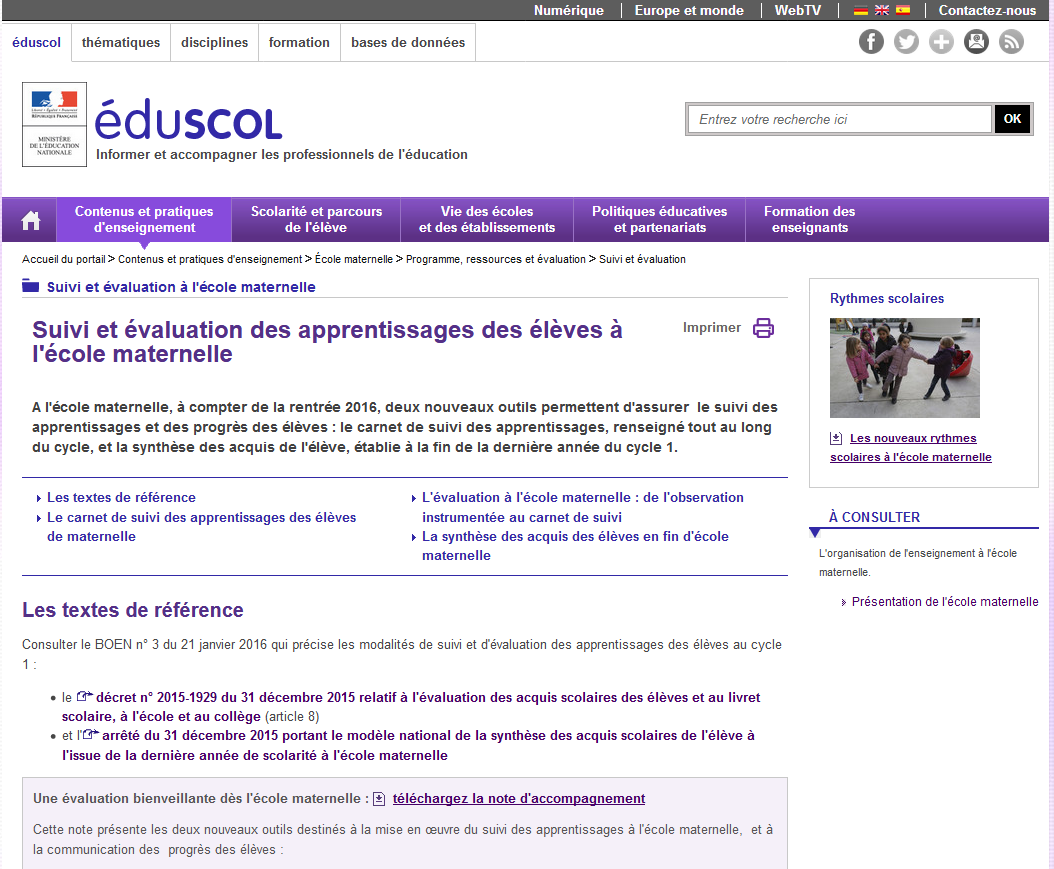 Numérique
Europe et monde
WebTV
Contactez-nous
éduscol
thématiques
disciplines
formation
bases de données
Liberté • Égalité • Fraternité
RÉPUBLIQUE FRANÇAISE
MINISTÈRE
DE L'ÉDUCATION
NATIONALE
éduSCOL
Informer et accompagner les professionnels de l'éducation
Entrez votre recherche ici
OK
Contenus et pratiques
d'enseignement
Scolarité et parcours
de l'élève
Vie des écoles
et des établissements
Politiques éducatives
et partenariats
Formation des
enseignants
Accueil du portail > Contenus et pratiques d'enseignement > École maternelle > Programme, ressources et évaluation > Suivi et évaluation
Suivi et évaluation à l'école maternelle
Suivi et évaluation des apprentissages des élèves à
l'école maternelle
Imprimer
A l'école maternelle, à compter de la rentrée 2016, deux nouveaux outils permettent d'assurer le suivi des
apprentissages et des progrès des élèves : le carnet de suivi des apprentissages, renseigné tout au long
du cycle, et la synthèse des acquis de l'élève, établie à la fin de la dernière année du cycle 1.
Les textes de référence
Le carnet de suivi des apprentissages des élèves
de maternelle
L'évaluation à l'école maternelle : de l'observation
instrumentée au carnet de suivi
La synthèse des acquis des élèves en fin d'école
maternelle
Les textes de référence
Consulter le BOEN n° 3 du 21 janvier 2016 qui précise les modalités de suivi et d'évaluation des apprentissages des élèves au cycle
1 :
• le décret n° 2015-1929 du 31 décembre 2015 relatif à l'évaluation des acquis scolaires des élèves et au livret
scolaire, à l'école et au collège (article 8)
• et l'arrêté du 31 décembre 2015 portant le modèle national de la synthèse des acquis scolaires de l'élève à
l'issue de la dernière année de scolarité à l'école maternelle
Une évaluation bienveillante dès l'école maternelle : téléchargez la note d'accompagnement
Cette note présente les deux nouveaux outils destinés à la mise en œuvre du suivi des apprentissages à l'école maternelle, et à
la communication des progrès des élèves :
Rythmes scolaires
Les nouveaux rythmes
scolaires à l'école maternelle
À CONSULTER
L'organisation de l'enseignement à l'école
maternelle.
Présentation de l'école maternelle